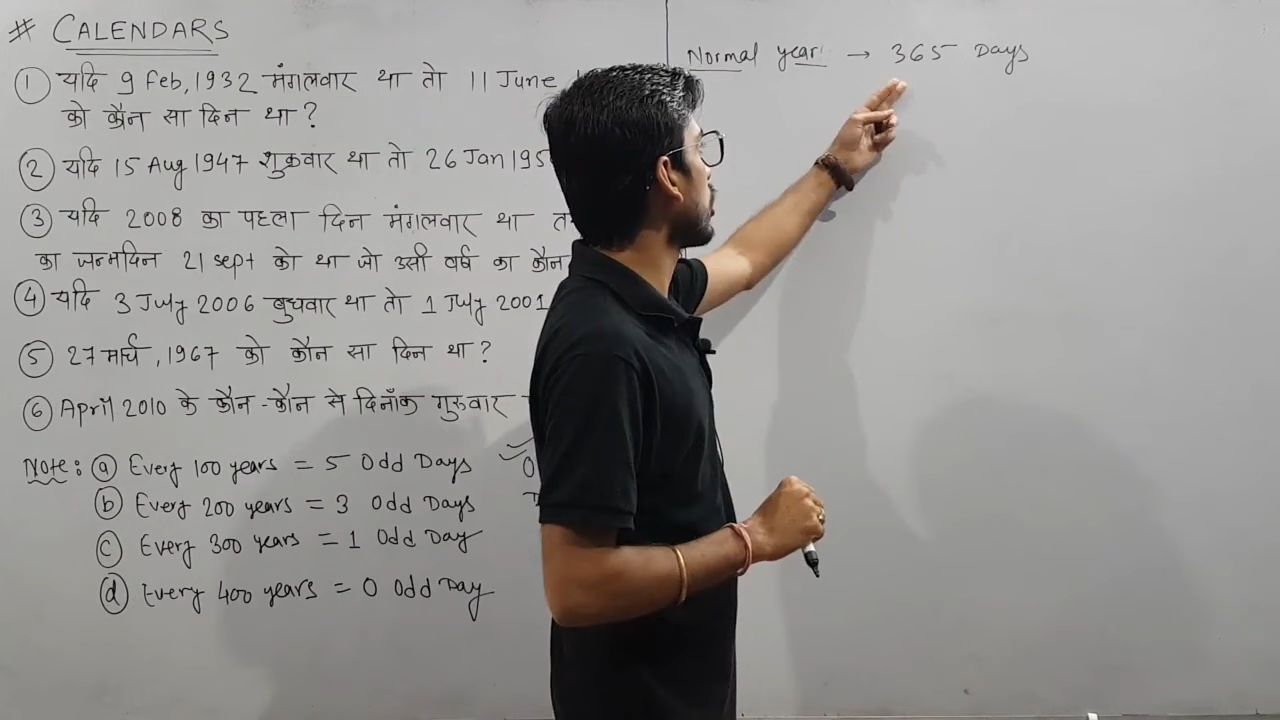 # CALENDARS
① यदि 9 Feb, 1932 मंगलवार था तो 11 June
को कौन सा दिन था ?
② यदि 15 Aug 1947 शुक्रवार था तो 26 Jan 195
③ यदि 2008 का पहला दिन मंगलवार था
का जन्मदिन 21 sept को था जो उसी वर्ष का कौन
④ यदि 3 July 2006 बुधवार था तो 1 July 2001
⑤ 27 मार्च, 1967 को कौन सा दिन था ?
⑥ April 2010 के कौन-कौन से दिनाँक गुरुवार
Note: ⓐ Every 100 years = 5 Odd Days
ⓑ Every 200 years = 3 Odd Days
ⓒ Every 300 years = 1 Odd Day
ⓓ Every 400 years = 0 Odd Day
Normal year → 365 Days